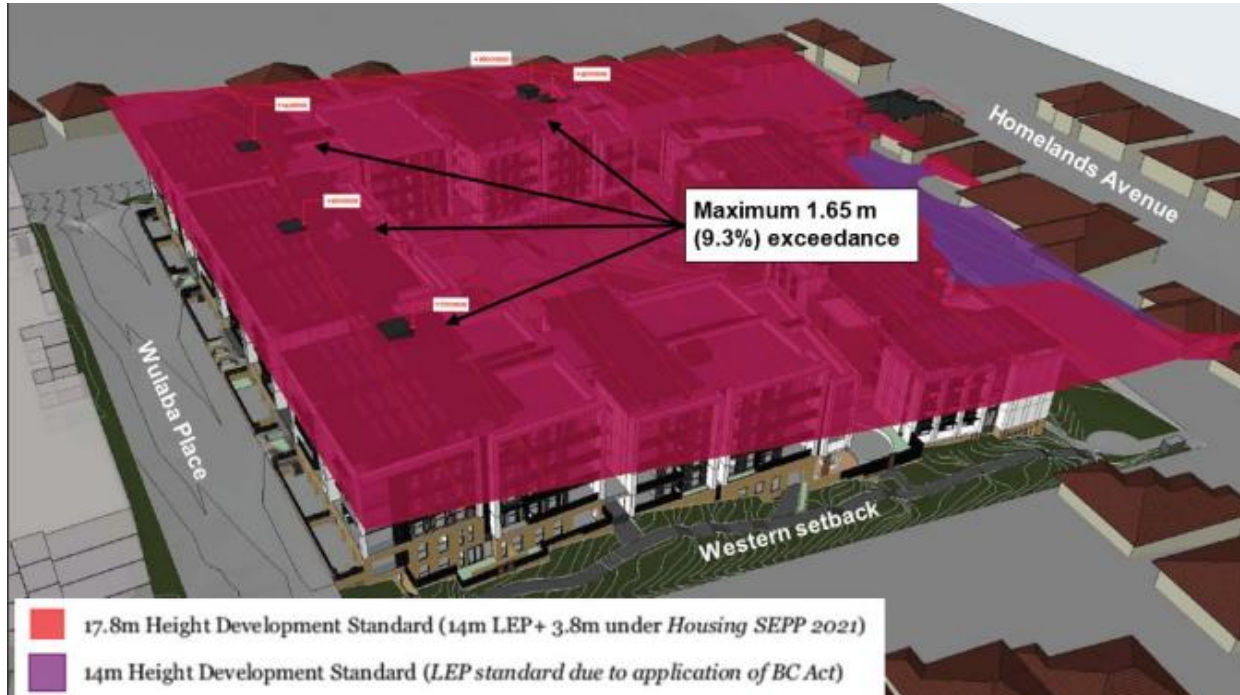 Homelands Avenue
Maximum 1.65 m
(9.3%) exceedance
Wulaba Place
Western setback
17.8m Height Development Standard (14m LEP+ 3.8m under Housing SEPP 2021)
14m Height Development Standard (LEP standard due to application of BC Act)